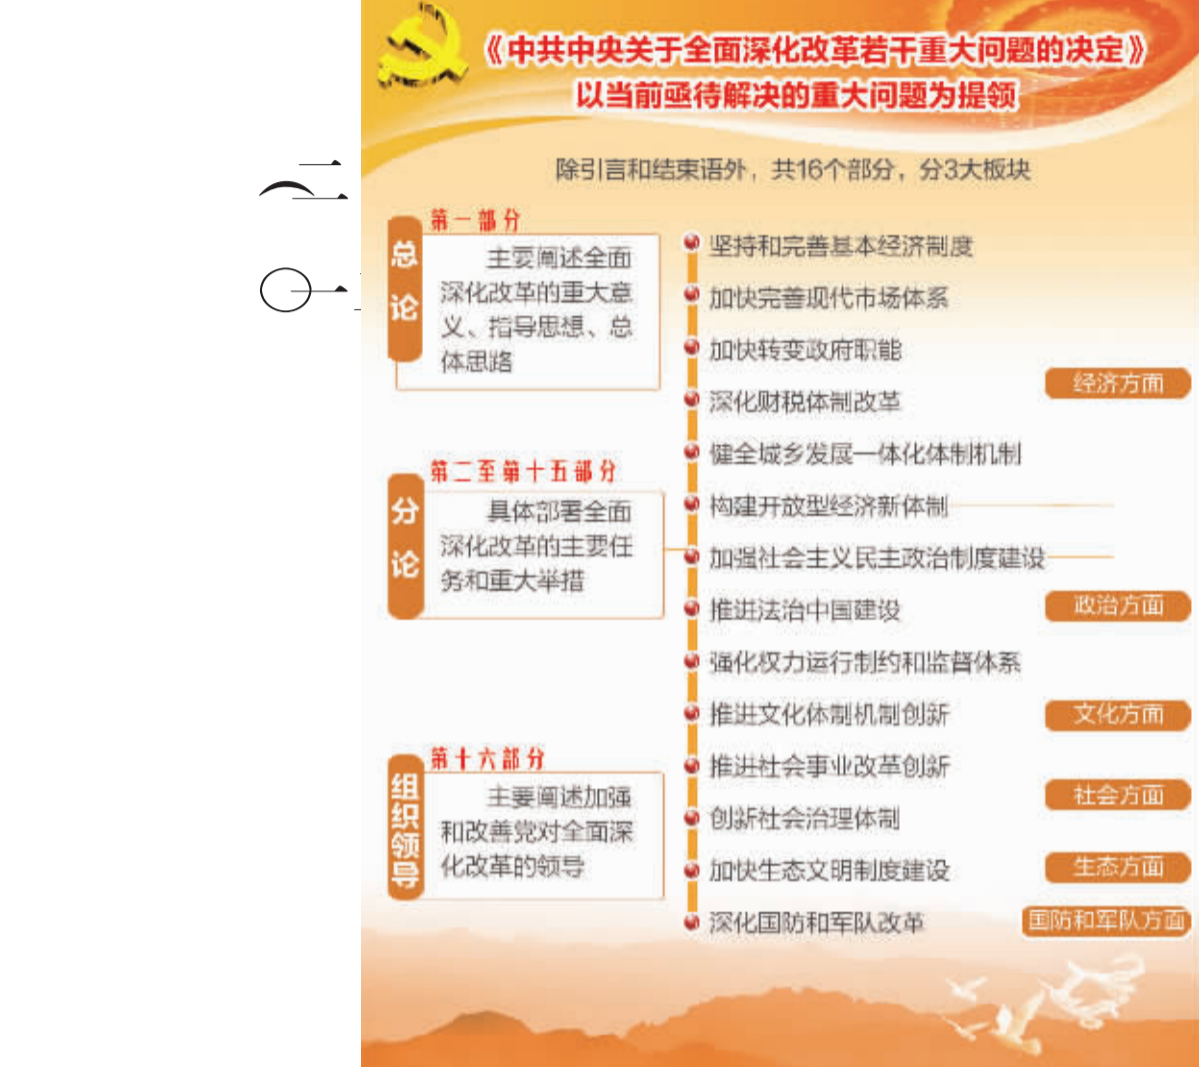 《中共中央关于全面深化改革若干重大问题的决定》
以当前亟待解决的重大问题为提领
除引言和结束语外，共16个部分，分3大板块
总论
第一部分
主要阐述全面
深化改革的重大意
义、指导思想、总
体思路
分论
第二至第十五部分
具体部署全面
深化改革的主要任
务和重大举措
组织领导
第十六部分
主要阐述加强
和改善党对全面深
化改革的领导
坚持和完善基本经济制度
加快完善现代市场体系
加快转变政府职能
深化财税体制改革
健全城乡发展一体化体制机制
构建开放型经济新体制
经济方面
加强社会主义民主政治制度建设
推进法治中国建设
强化权力运行制约和监督体系
政治方面
推进文化体制机制创新
文化方面
推进社会事业改革创新
创新社会治理体制
社会方面
加快生态文明制度建设
生态方面
深化国防和军队改革
国防和军队方面